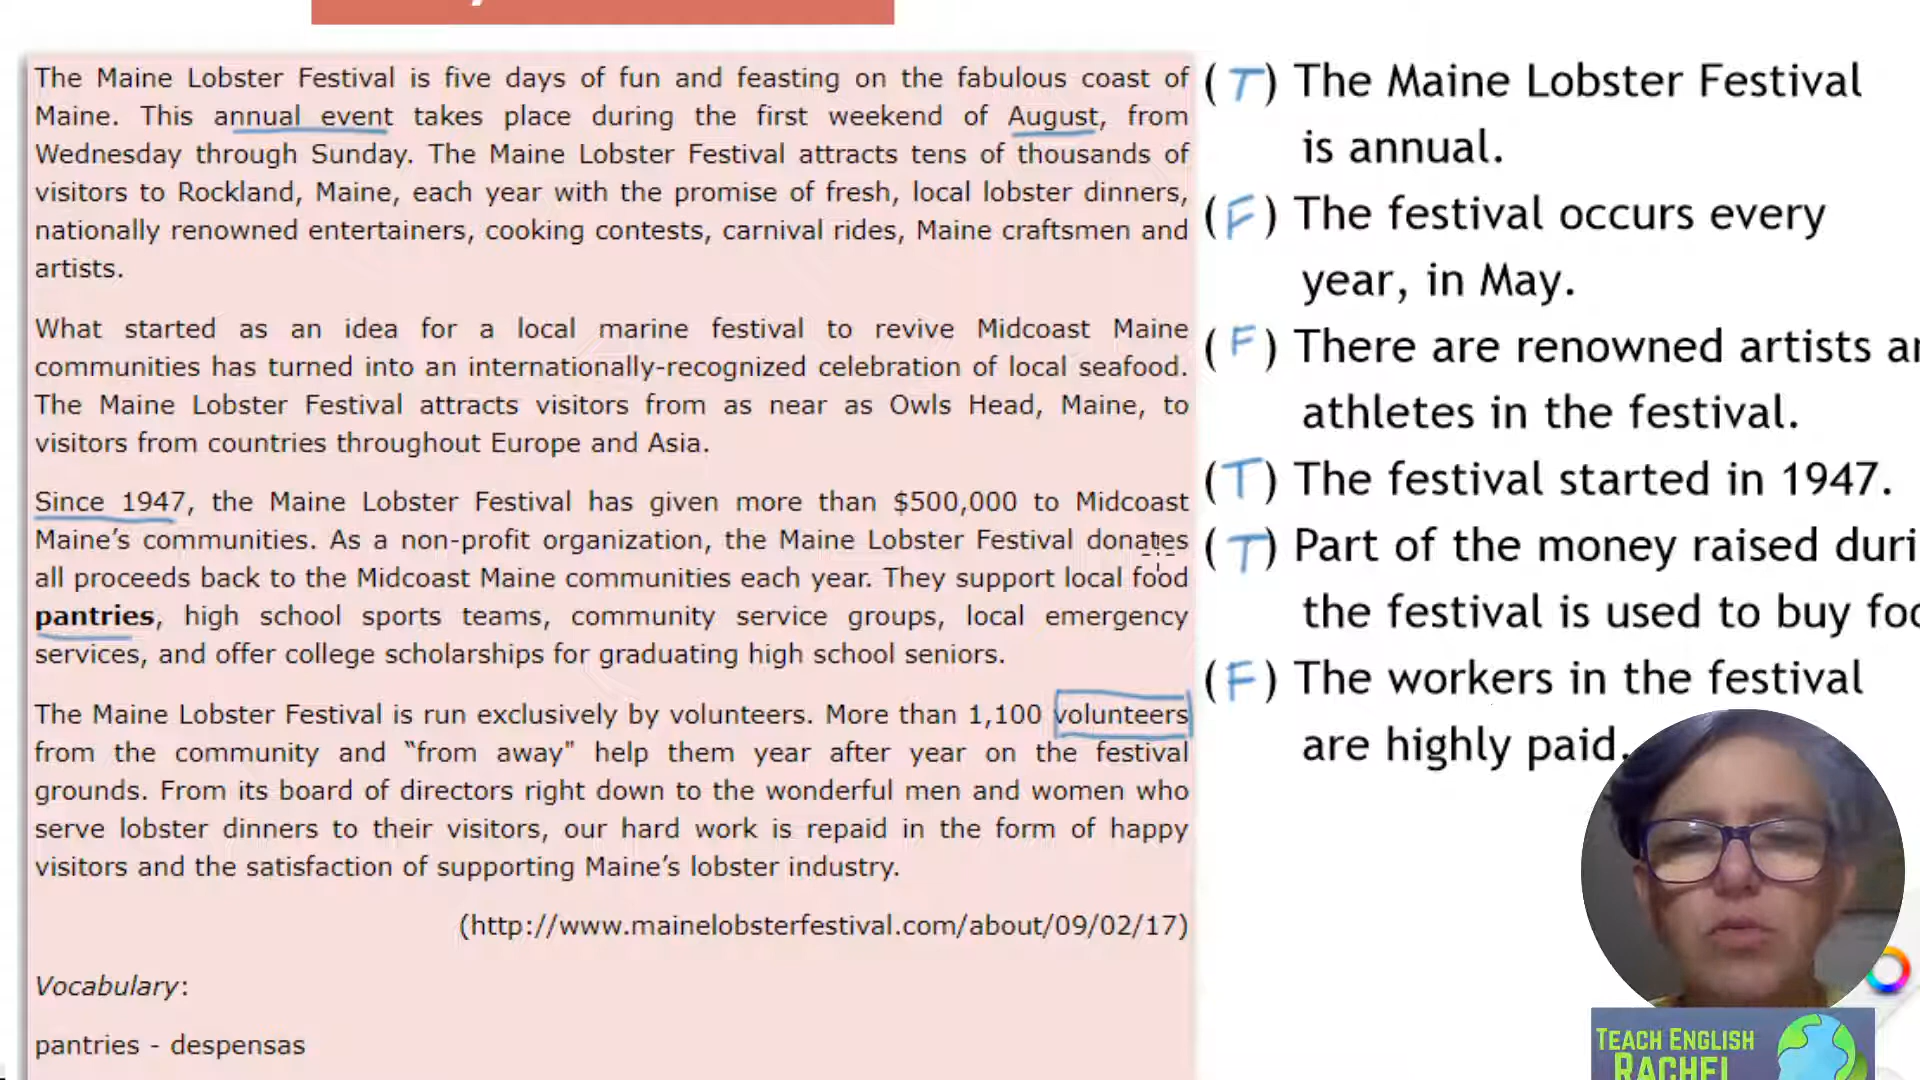 The Maine Lobster Festival is five days of fun and feasting on the fabulous coast of
Maine. This annual event takes place during the first weekend of August, from
Wednesday through Sunday. The Maine Lobster Festival attracts tens of thousands of
visitors to Rockland, Maine, each year with the promise of fresh, local lobster dinners,
nationally renowned entertainers, cooking contests, carnival rides, Maine craftsmen and
artists.
What started as an idea for a local marine festival to revive Midcoast Maine
communities has turned into an internationally-recognized celebration of local seafood.
The Maine Lobster Festival attracts visitors from as near as Owls Head, Maine, to
visitors from countries throughout Europe and Asia.
Since 1947, the Maine Lobster Festival has given more than $500,000 to Midcoast
Maine’s communities. As a non-profit organization, the Maine Lobster Festival donates
all proceeds back to the Midcoast Maine communities each year. They support local food
pantries, high school sports teams, community service groups, local emergency
services, and offer college scholarships for graduating high school seniors.
The Maine Lobster Festival is run exclusively by volunteers. More than 1,100 volunteers
from the community and “from away" help them year after year on the festival
grounds. From its board of directors right down to the wonderful men and women who
serve lobster dinners to their visitors, our hard work is repaid in the form of happy
visitors and the satisfaction of supporting Maine’s lobster industry.
(http://www.mainelobsterfestival.com/about/09/02/17)
Vocabulary:
pantries - despensas
(T) The Maine Lobster Festival
is annual.
(F) The festival occurs every
year, in May.
(F) There are renowned artists
athletes in the festival.
(T) The festival started in 1947.
(T) Part of the money raised
the festival is used to buy
(F) The workers in the festival
are highly paid.
TEACH ENGLISH
RACHEL